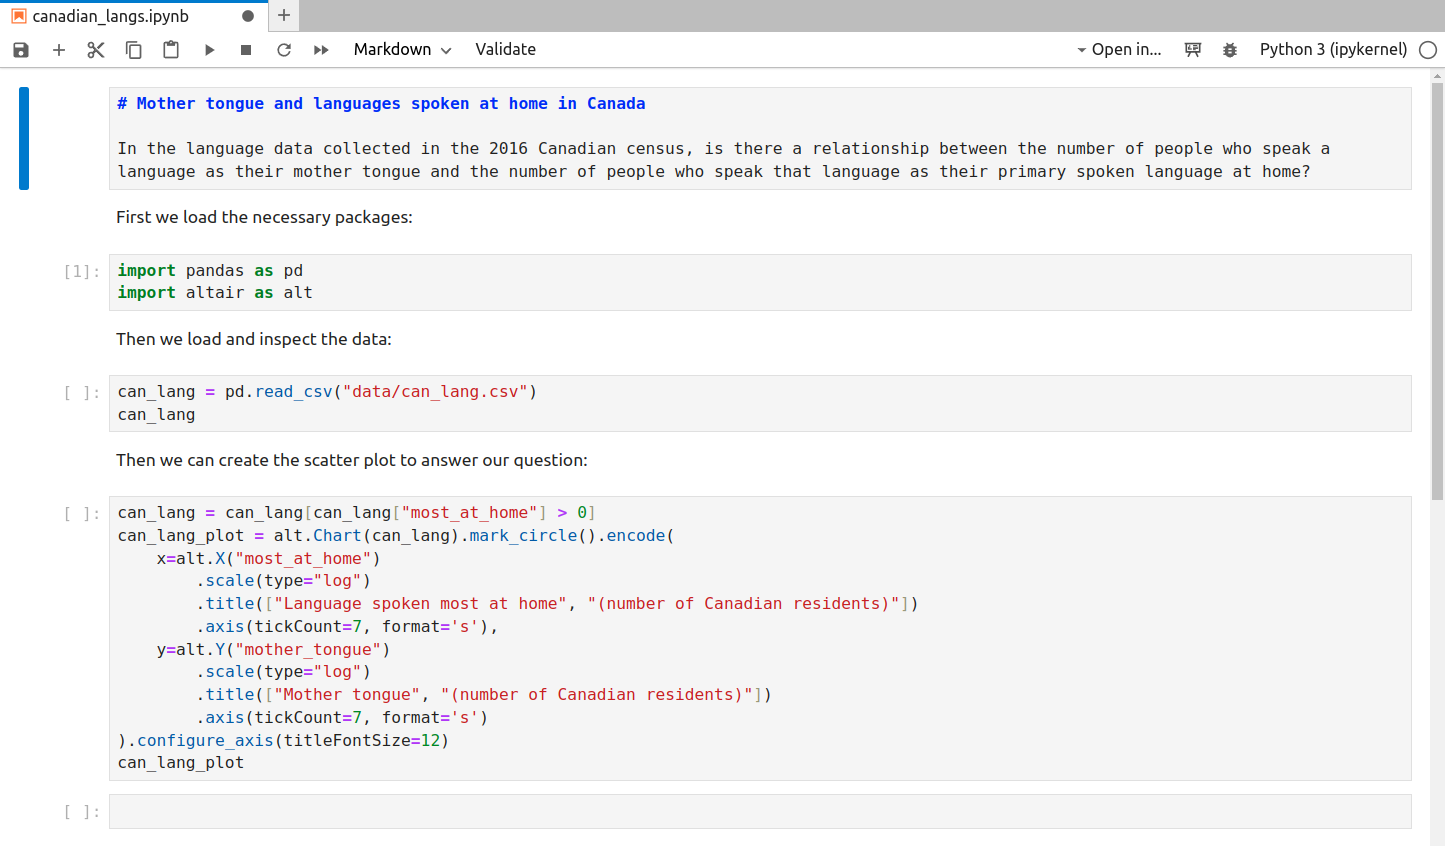 canadian_langs.ipynb
Markdown Validate Open in... Python 3 (ipykernel)
# Mother tongue and languages spoken at home in Canada
In the language data collected in the 2016 Canadian census, is there a relationship between the number of people who speak a
language as their mother tongue and the number of people who speak that language as their primary spoken language at home?
First we load the necessary packages:
[1]: import pandas as pd
import altair as alt
Then we load and inspect the data:
[ ]: can_lang = pd.read_csv("data/can_lang.csv")
can_lang
Then we can create the scatter plot to answer our question:
[ ]: can_lang = can_lang[can_lang["most_at_home"] > 0]
can_lang_plot = alt.Chart(can_lang).mark_circle().encode(
    x=alt.X("most_at_home")
        .scale(type="log")
        .title(["Language spoken most at home", "(number of Canadian residents)"])
        .axis(tickCount=7, format='s'),
    y=alt.Y("mother_tongue")
        .scale(type="log")
        .title(["Mother tongue", "(number of Canadian residents)"])
        .axis(tickCount=7, format='s')
).configure_axis(titleFontSize=12)
can_lang_plot
[ ]: